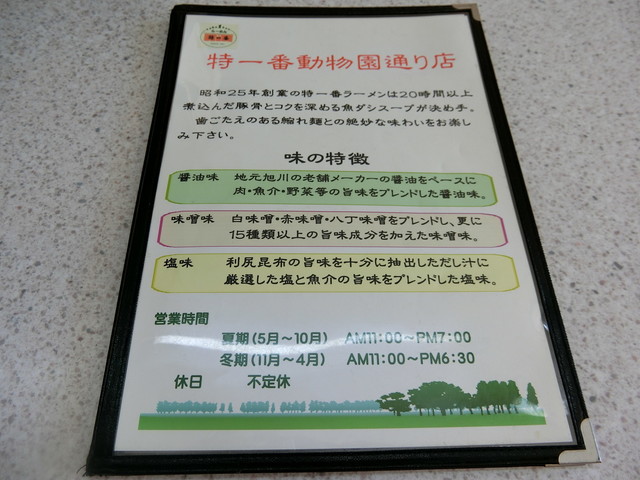 特一番動物園通り店
昭和25年創業の特一番ラーメンは20時間以上
煮込んだ豚骨とコクを深める魚ダシスープが決め手。
歯ごたえのある縮れ麺との絶妙な味わいをお楽し
み下さい。
味の特徴
醤油味 地元旭川の老舗メーカーの醤油をベースに
肉・魚介・野菜等の旨味をブレンドした醤油味。
味噌味 白味噌・赤味噌・八丁味噌をブレンドし、更に
15種類以上の旨味成分を加えた味噌味。
塩味 利尻昆布の旨味を十分に抽出しただし汁に
厳選した塩と魚介の旨味をブレンドした塩味。
営業時間
夏期(5月～10月) AM11:00～PM7:00
冬期(11月～4月) AM11:00～PM6:30
休日 不定休